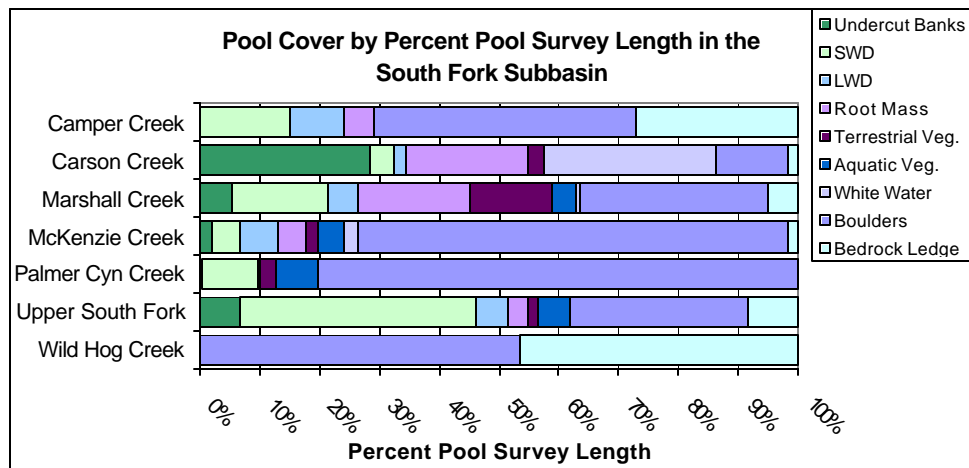 Pool Cover by Percent Pool Survey Length in the
South Fork Subbasin
Camper Creek
Carson Creek
Marshall Creek
McKenzie Creek
Palmer Cyn Creek
Upper South Fork
Wild Hog Creek
0%
10%
20%
30%
40%
50%
60%
70%
80%
90%
100%
Percent Pool Survey Length
Undercut Banks
SWD
LWD
Root Mass
Terrestrial Veg.
Aquatic Veg.
White Water
Boulders
Bedrock Ledge